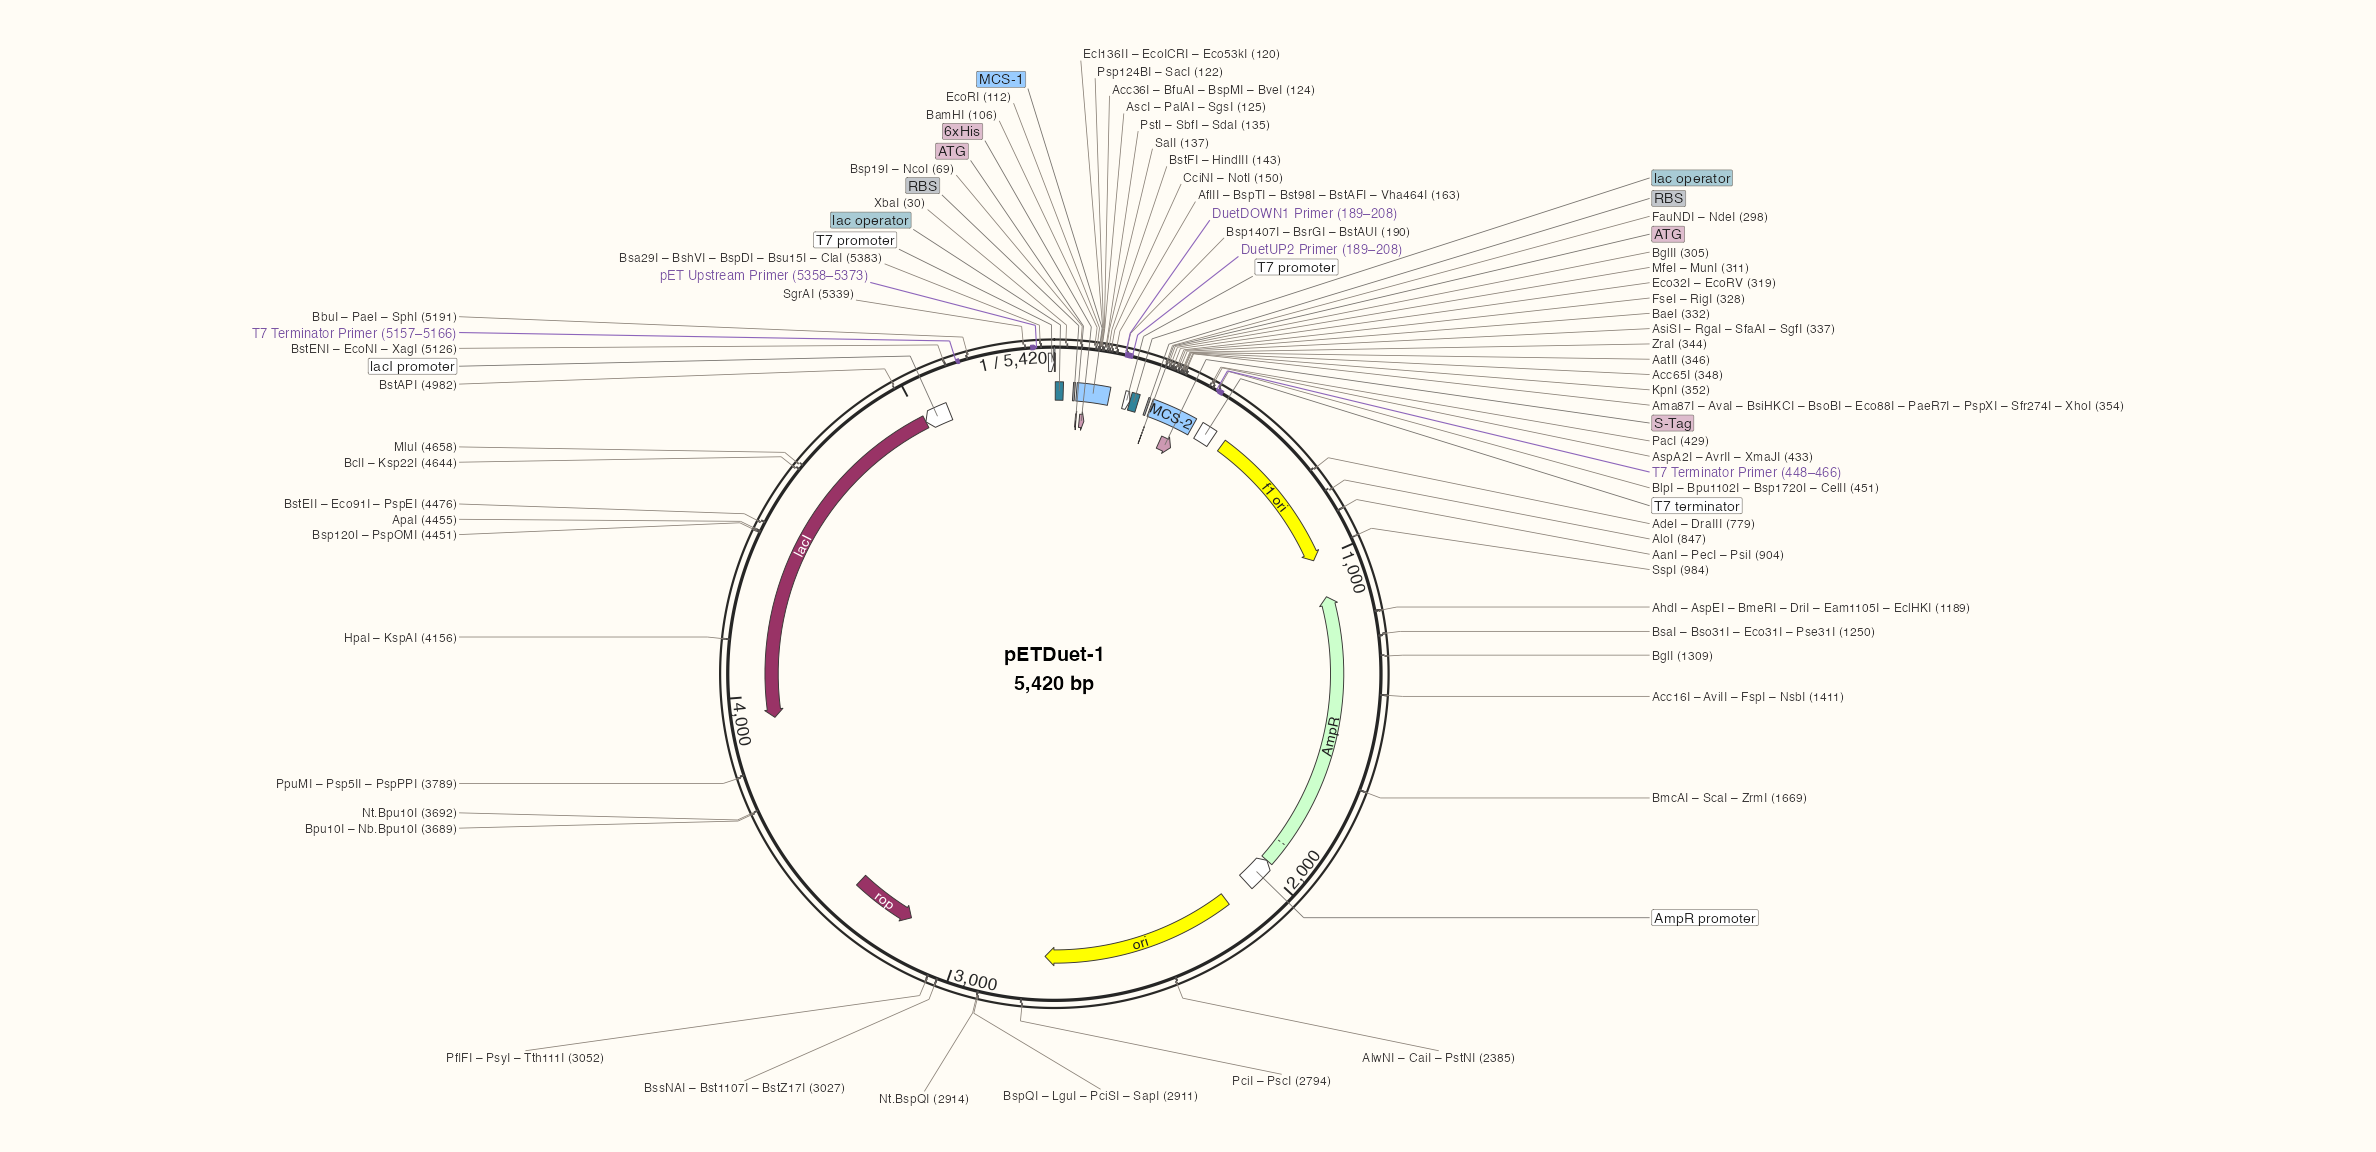 Ecl136II – EcoICRI – Eco53kI (120)
Psp124BI – SacI (122)
Acc36I – BfuAI – BspMI – BveI (124)
AscI – PalAI – SgsI (125)
PstI – SbfI – SdaI (135)
SalI (137)
BstFI – HindIII (143)
CciNI – NotI (150)
AflII – BspTI – Bst98I – BstAFI – Vha464I (163)
DuetDOWN1 Primer (189–208)
Bsp1407I – BsrGI – BstAUI (190)
DuetUP2 Primer (189–208)
T7 promoter
MCS-1
EcoRI (112)
BamHI (106)
6xHis
ATG
Bsp19I – NcoI (69)
RBS
XbaI (30)
lac operator
T7 promoter
Bsa29I – BshVI – BspDI – Bsu15I – ClaI (5383)
pET Upstream Primer (5358–5373)
SgrAI (5339)
BbuI – PaeI – SphI (5191)
T7 Terminator Primer (5157–5166)
BstENI – EcoNI – XagI (5126)
lacI promoter
BstAPI (4982)
MluI (4658)
BclI – Ksp22I (4644)
BstEII – Eco91I – PspEI (4476)
ApaI (4455)
Bsp120I – PspOMI (4451)
HpaI – KspAI (4156)
PpuMI – Psp5II – PspPPI (3789)
Nt.Bpu10I (3692)
Bpu10I – Nb.Bpu10I (3689)
lac operator
RBS
FauNDI – NdeI (298)
ATG
BglII (305)
MfeI – MunI (311)
Eco32I – EcoRV (319)
FseI – RigI (328)
BaeI (332)
AsiSI – RgaI – SfaAI – SgfI (337)
ZraI (344)
AatII (346)
Acc65I (348)
KpnI (352)
Ama87I – AvaI – BsiHKCI – BsoBI – Eco88I – PaeR7I – PspXI – Sfr274I – XhoI (354)
S-Tag
PacI (429)
AspA2I – AvrII – XmaJI (433)
T7 Terminator Primer (448–466)
BlpI – Bpu1102I – Bsp1720I – CelII (451)
T7 terminator
AdeI – DraIII (779)
AloI (847)
AanI – PecI – PsiI (904)
SspI (984)
AhdI – AspEI – BmeRI – DriI – Eam1105I – EclHKI (1189)
BsaI – Bso31I – Eco31I – Pse31I (1250)
BglI (1309)
Acc16I – AviII – FspI – NsbI (1411)
BmcAI – ScaI – ZrmI (1669)
AmpR promoter
1 / 5,420
MCS-2
f1 ori
1,000
AmpR
2,000
ori
3,000
rop
4,000
lacI
pETDuet-1
5,420 bp
PflFI – PsyI – Tth111I (3052)
BssNAI – Bst1107I – BstZ17I (3027)
Nt.BspQI (2914)
BspQI – LguI – PciSI – SapI (2911)
PciI – PscI (2794)
AlwNI – CaiI – PstNI (2385)